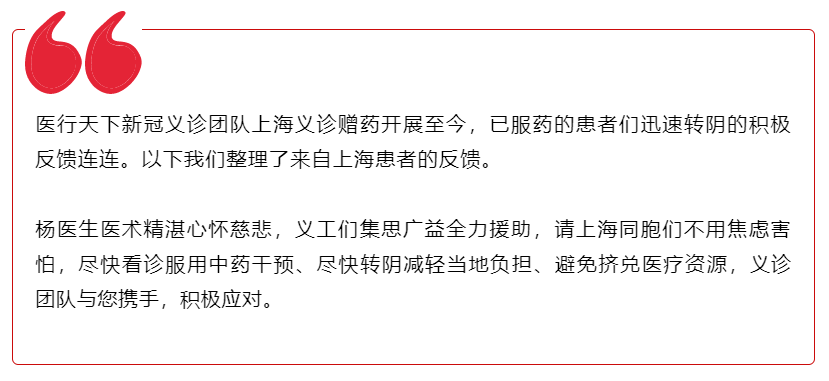 医行天下新冠义诊团队上海义诊赠药开展至今，已服药的患者们迅速转阴的积极
反馈连连。以下我们整理了来自上海患者的反馈。
杨医生医术精湛心怀慈悲，义工们集思广益全力援助，请上海同胞们不用焦虑害
怕，尽快看诊服用中药干预、尽快转阴减轻当地负担、避免挤兑医疗资源，义诊
团队与您携手，积极应对。